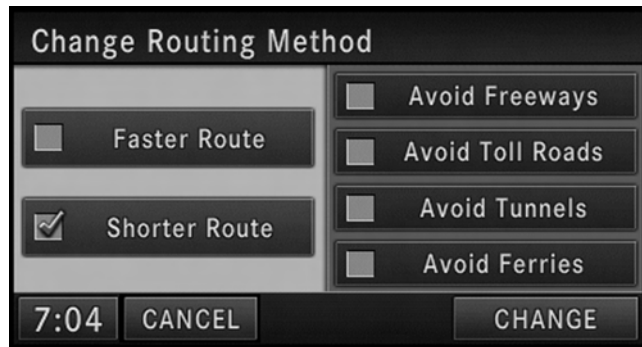 Change Routing Method
Faster Route
Shorter Route
Avoid Freeways
Avoid Toll Roads
Avoid Tunnels
Avoid Ferries
7:04
CANCEL
CHANGE